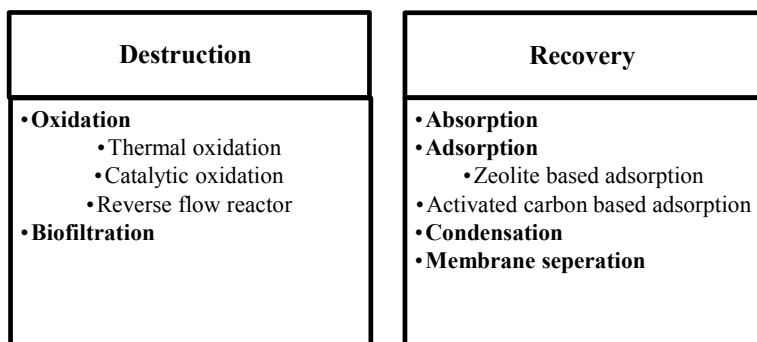 Destruction
•Oxidation
•Thermal oxidation
•Catalytic oxidation
•Reverse flow reactor
•Biofiltration
Recovery
•Absorption
•Adsorption
•Zeolite based adsorption
•Activated carbon based adsorption
•Condensation
•Membrane seperation